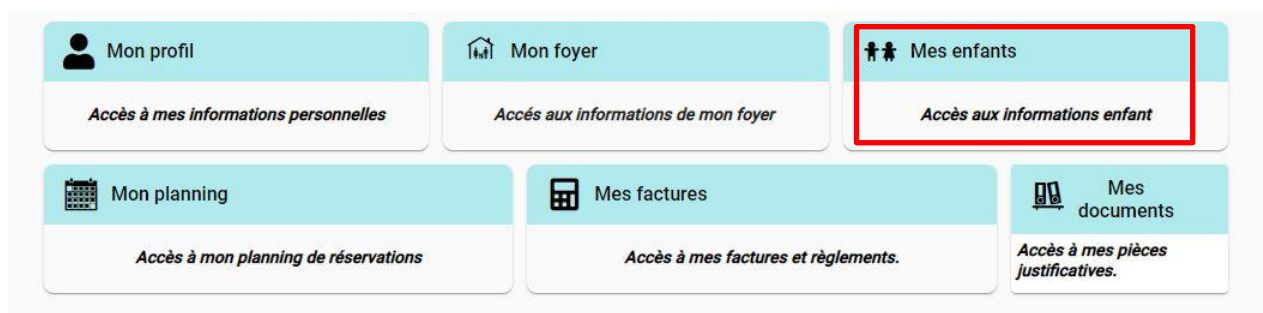 Mon profil
Mon foyer
Mes enfants
Accès à mes informations personnelles
Accés aux informations de mon foyer
Accès aux informations enfant
Mon planning
Mes factures
Mes
documents
Accès à mon planning de réservations
Accès à mes factures et règlements.
Accès à mes pièces
justificatives.